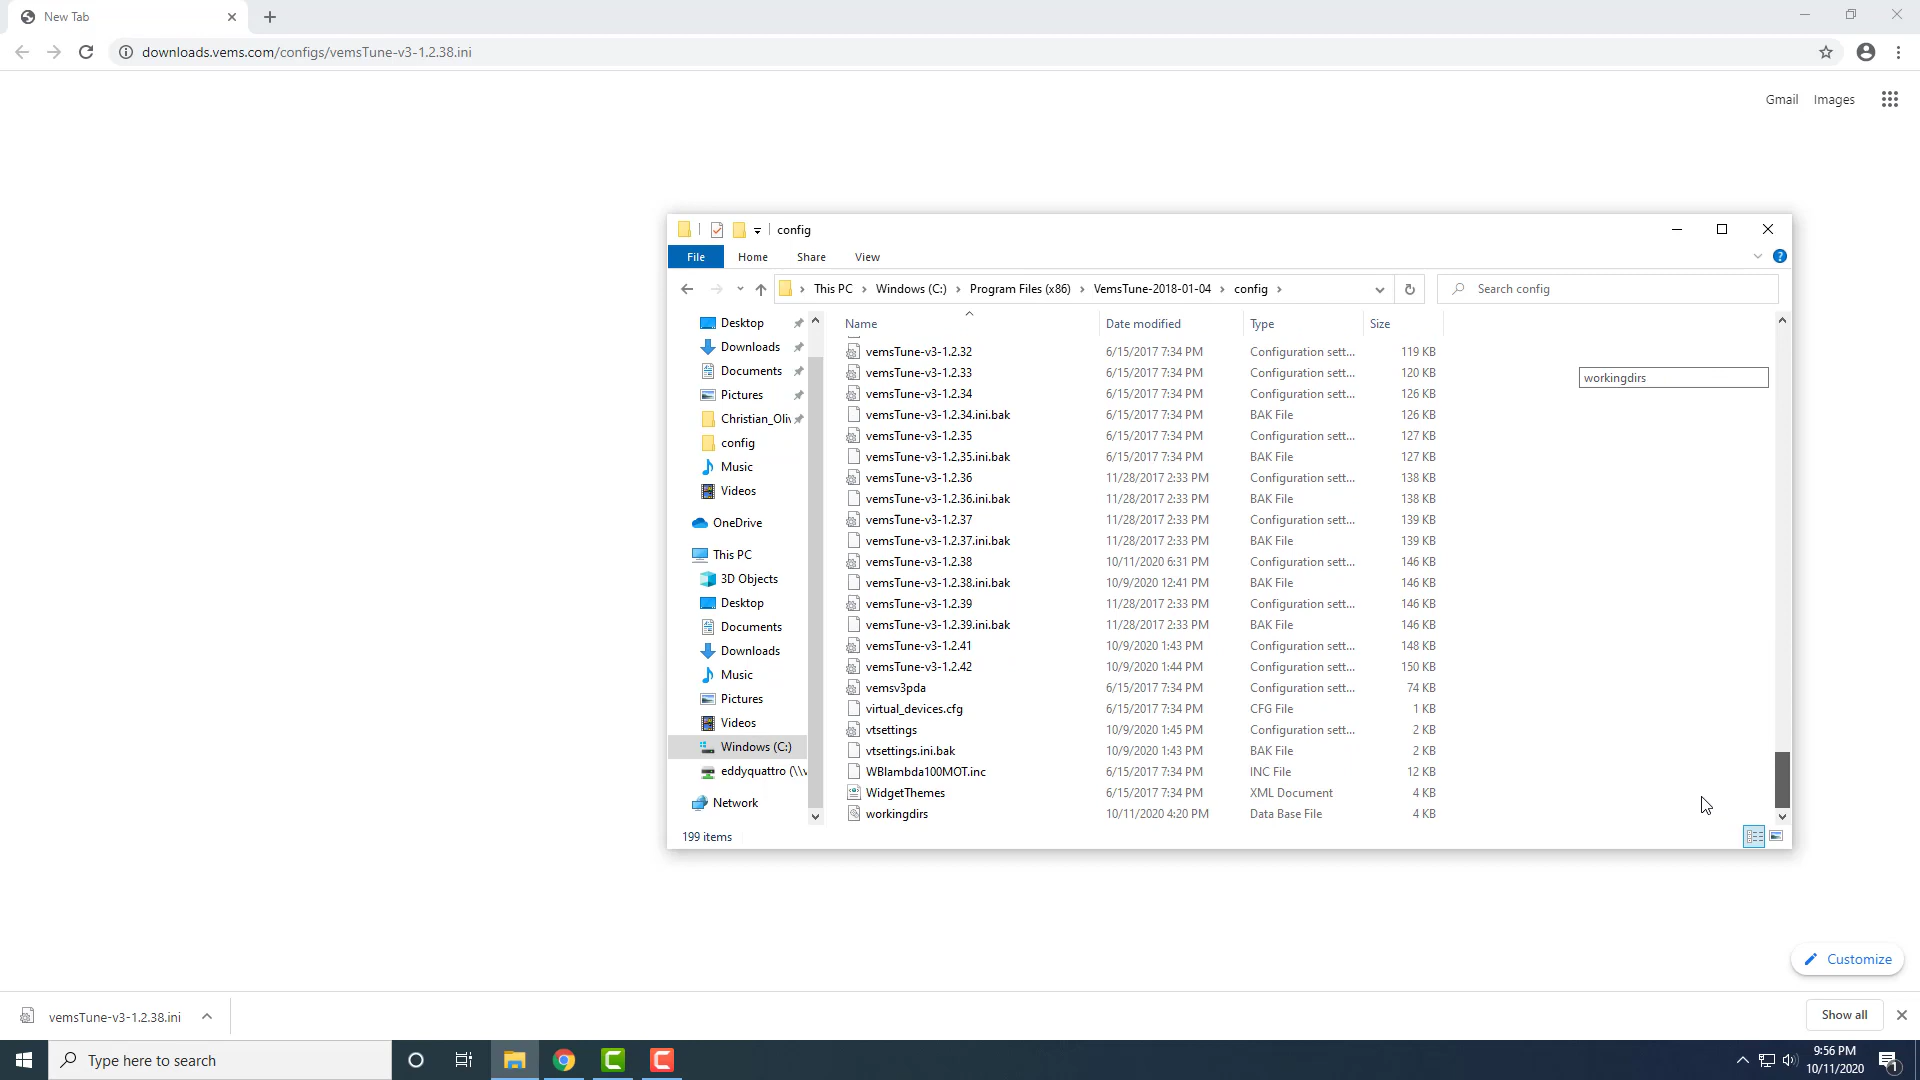 New Tab
downloads.vems.com/configs/vemsTune-v3-1.2.38.ini
Gmail Images
config
File Home Share View
This PC Windows (C:) Program Files (x86) VemsTune-2018-01-04 config
Search config
Desktop
Downloads
Documents
Pictures
Christian_Oli
config
Music
Videos
OneDrive
This PC
3D Objects
Desktop
Documents
Downloads
Music
Pictures
Videos
Windows (C:)
eddyquattro (\\v
Network
Name Date modified Type Size
vemsTune-v3-1.2.32 6/15/2017 7:34 PM Configuration sett... 119 KB
vemsTune-v3-1.2.33 6/15/2017 7:34 PM Configuration sett... 120 KB
vemsTune-v3-1.2.34 6/15/2017 7:34 PM Configuration sett... 126 KB
vemsTune-v3-1.2.34.ini.bak 6/15/2017 7:34 PM BAK File 126 KB
vemsTune-v3-1.2.35 6/15/2017 7:34 PM Configuration sett... 127 KB
vemsTune-v3-1.2.35.ini.bak 6/15/2017 7:34 PM BAK File 127 KB
vemsTune-v3-1.2.36 11/28/2017 2:33 PM Configuration sett... 138 KB
vemsTune-v3-1.2.36.ini.bak 11/28/2017 2:33 PM BAK File 138 KB
vemsTune-v3-1.2.37 11/28/2017 2:33 PM Configuration sett... 139 KB
vemsTune-v3-1.2.37.ini.bak 11/28/2017 2:33 PM BAK File 139 KB
vemsTune-v3-1.2.38 10/11/2020 6:31 PM Configuration sett... 146 KB
vemsTune-v3-1.2.38.ini.bak 10/9/2020 12:41 PM BAK File 146 KB
vemsTune-v3-1.2.39 11/28/2017 2:33 PM Configuration sett... 146 KB
vemsTune-v3-1.2.39.ini.bak 11/28/2017 2:33 PM BAK File 146 KB
vemsTune-v3-1.2.41 10/9/2020 1:43 PM Configuration sett... 148 KB
vemsTune-v3-1.2.42 10/9/2020 1:44 PM Configuration sett... 150 KB
vemsv3pda 6/15/2017 7:34 PM Configuration sett... 74 KB
virtual_devices.cfg 6/15/2017 7:34 PM CFG File 1 KB
vtsettings 10/9/2020 1:45 PM Configuration sett... 2 KB
vtsettings.ini.bak 10/9/2020 1:43 PM BAK File 2 KB
WBlambda100MOT.inc 6/15/2017 7:34 PM INC File 12 KB
WidgetThemes 6/15/2017 7:34 PM XML Document 4 KB
workingdirs 10/11/2020 4:20 PM Data Base File 4 KB
workingdirs
199 items
Customize
vemsTune-v3-1.2.38.ini
Show all
Type here to search
9:56 PM
10/11/2020
1